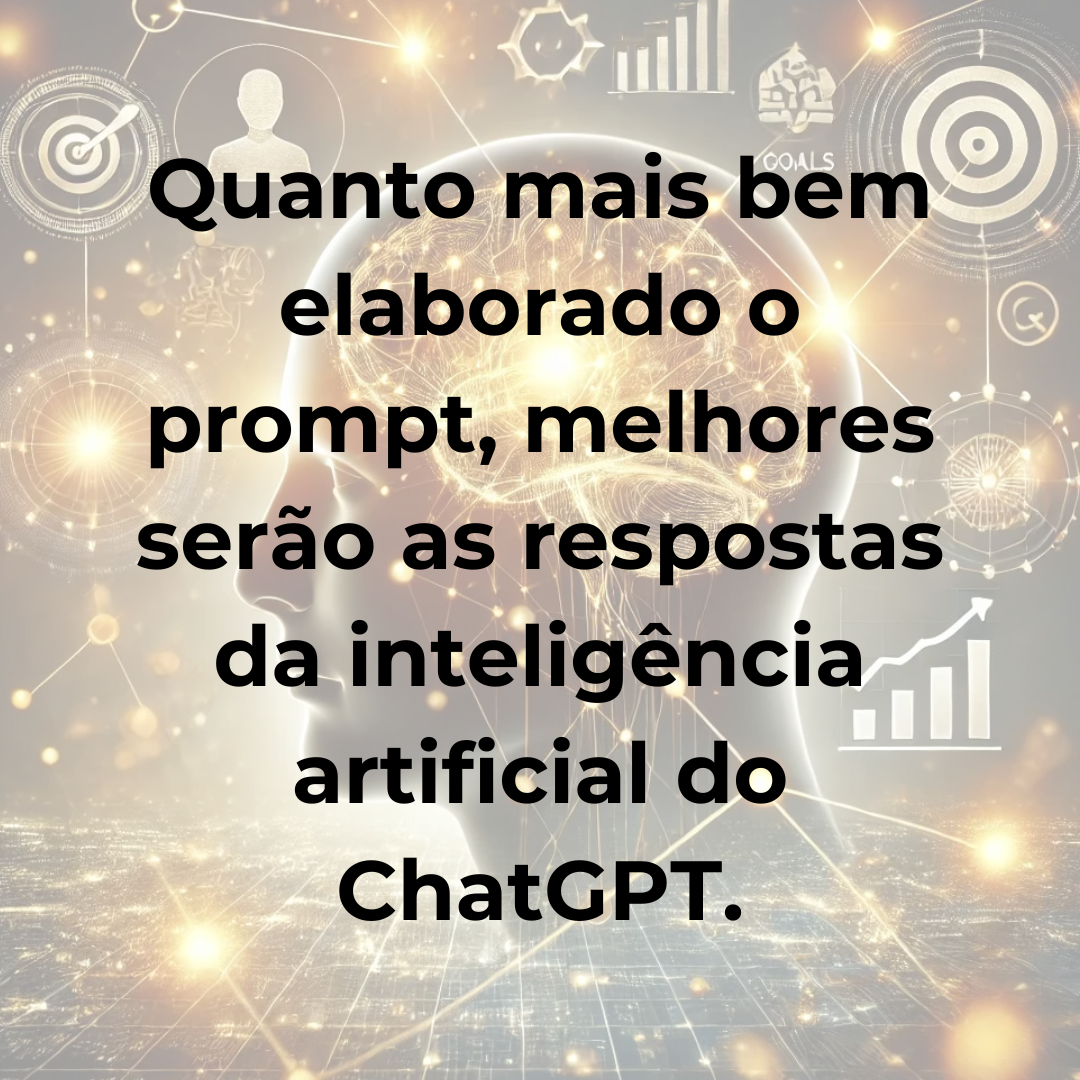 GOALS
Quanto mais bem
elaborado o
prompt, melhores
serão as respostas
da inteligência
artificial do
ChatGPT.